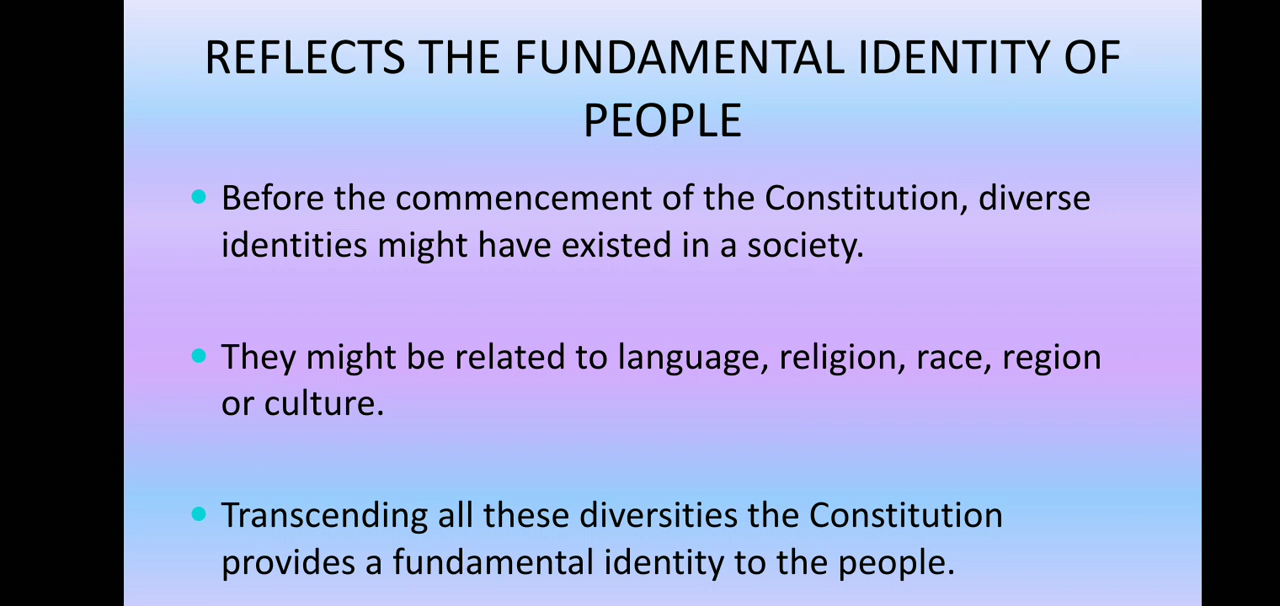 REFLECTS THE FUNDAMENTAL IDENTITY OF
PEOPLE
• Before the commencement of the Constitution, diverse
identities might have existed in a society.
• They might be related to language, religion, race, region
or culture.
• Transcending all these diversities the Constitution
provides a fundamental identity to the people.